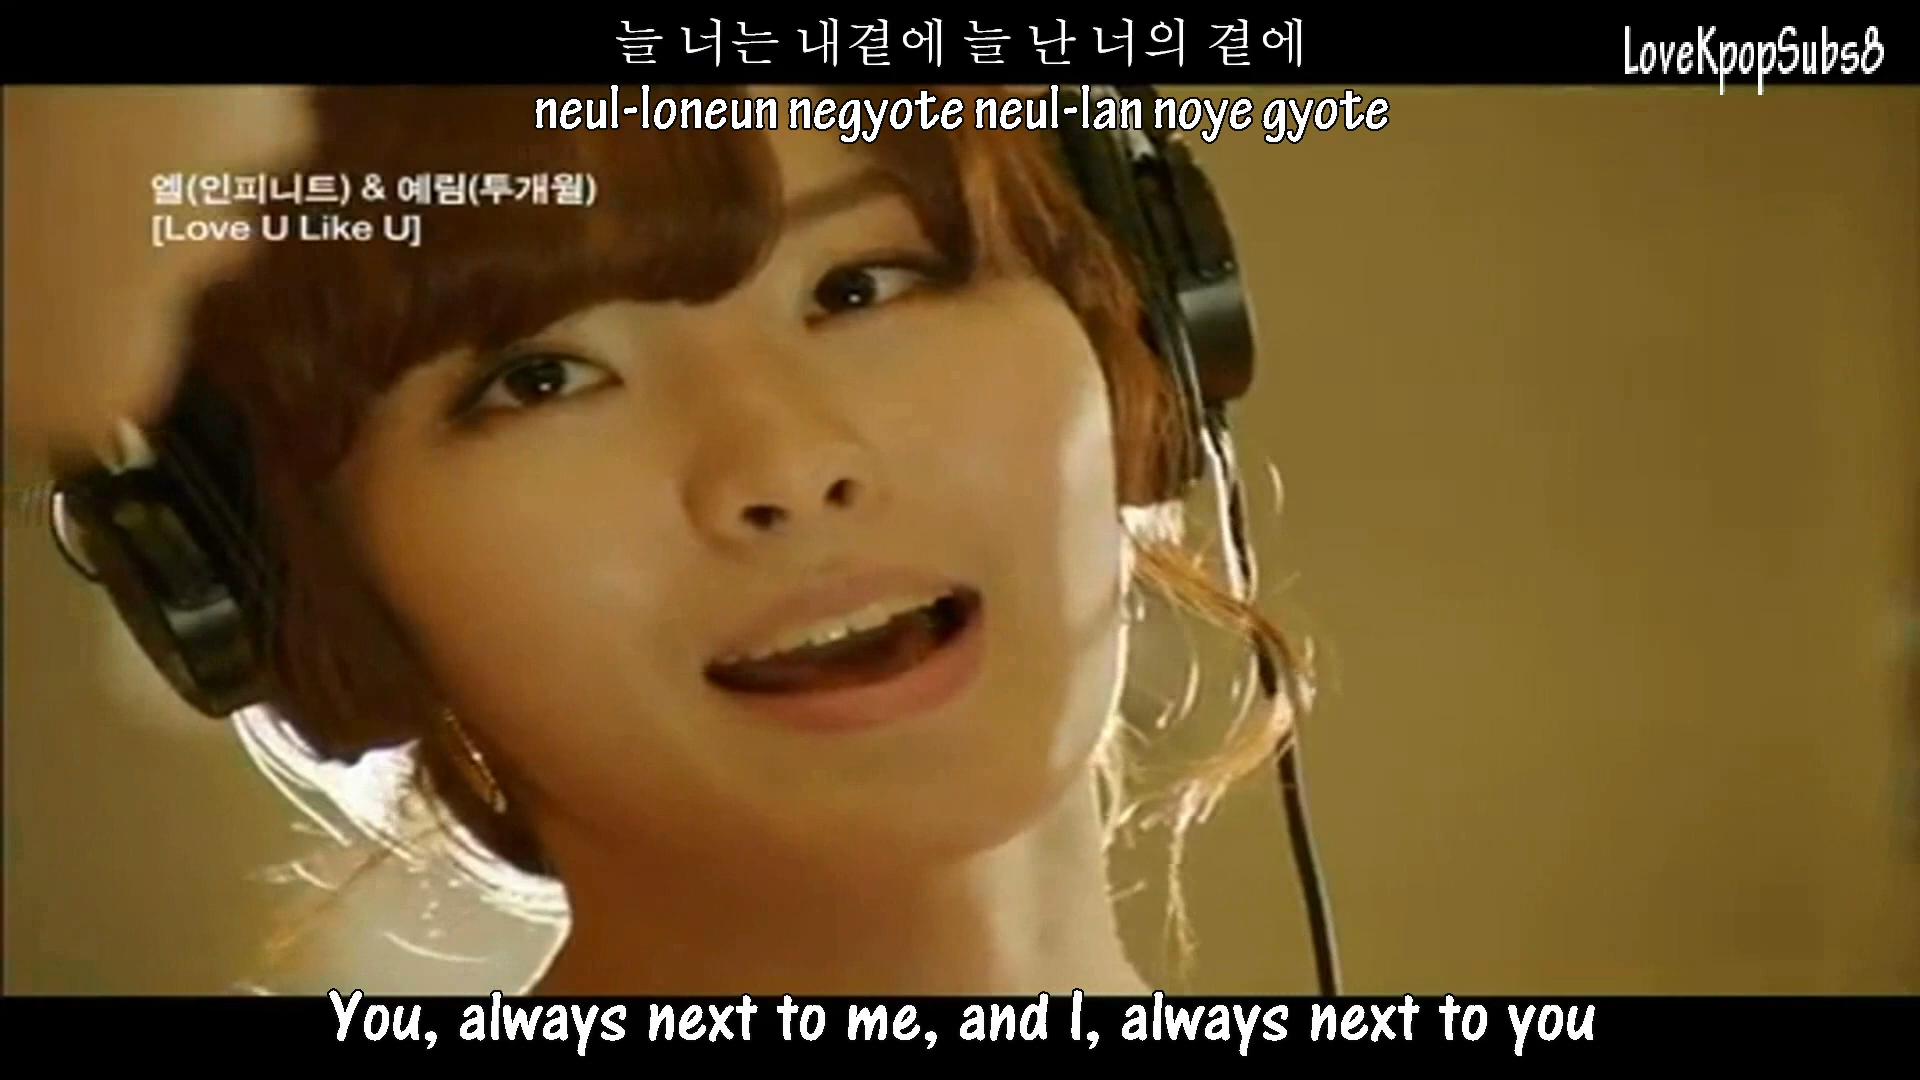 늘 너는 내곁에 늘 난 너의 곁에
LoveKpopSubs8
neul-loneun negyote neul-lan noye gyote
엘(인피니트) & 예림(투개월)
[Love U Like U]
You, always next to me, and I, always next to you